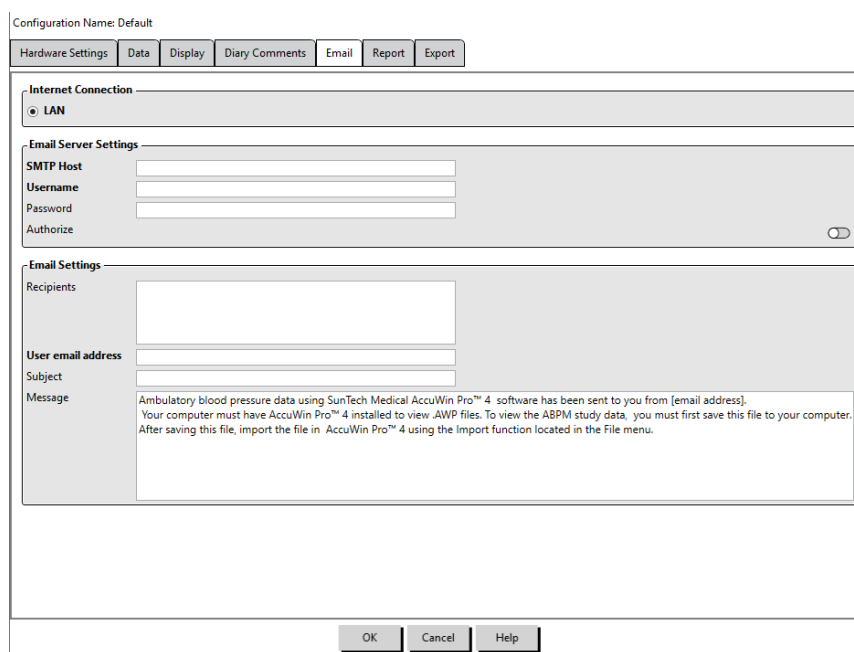 Configuration Name: Default
Hardware Settings Data Display Diary Comments Email Report Export
Internet Connection
LAN
Email Server Settings
SMTP Host
Username
Password
Authorize
Email Settings
Recipients
User email address
Subject
Message
Ambulatory blood pressure data using SunTech Medical AccuWin Pro™ 4 software has been sent to you from [email address].
Your computer must have AccuWin Pro™ 4 installed to view .AWP files. To view the ABPM study data, you must first save this file to your computer.
After saving this file, import the file in AccuWin Pro™ 4 using the Import function located in the File menu.
OK Cancel Help